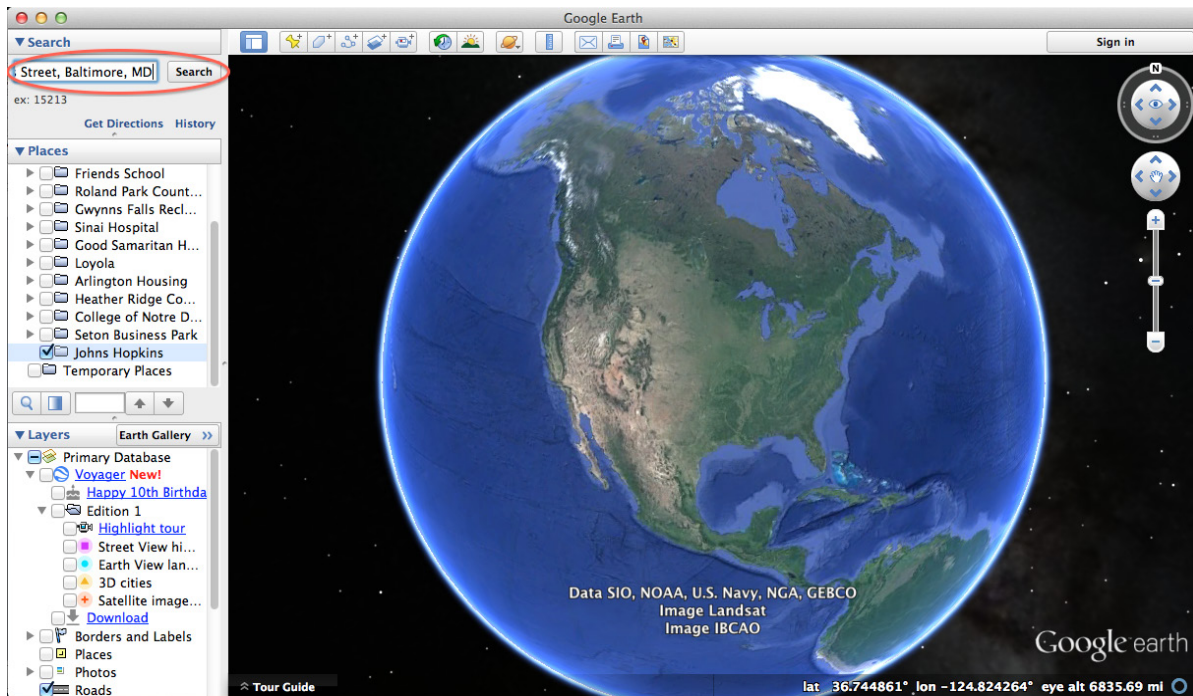 Google Earth
▼ Search
Street, Baltimore, MD Search
ex: 15213
Get Directions History
▼ Places
Friends School
Roland Park Count...
Gwynns Falls Recl...
Sinai Hospital
Good Samaritan H...
Loyola
Arlington Housing
Heather Ridge Co...
College of Notre D...
Seton Business Park
Johns Hopkins
Temporary Places
▼ Layers Earth Gallery >>
Primary Database
Voyager New!
Happy 10th Birthda
Edition 1
Highlight tour
Street View hi...
Earth View lan...
3D cities
Satellite image...
Download
Borders and Labels
Places
Photos
Roads
Sign in
N
Data SIO, NOAA, U.S. Navy, NGA, GEBCO
Image Landsat
Image IBCAO
Google earth
Tour Guide
lat 36.744861° lon -124.824264° eye alt 6835.69 mi